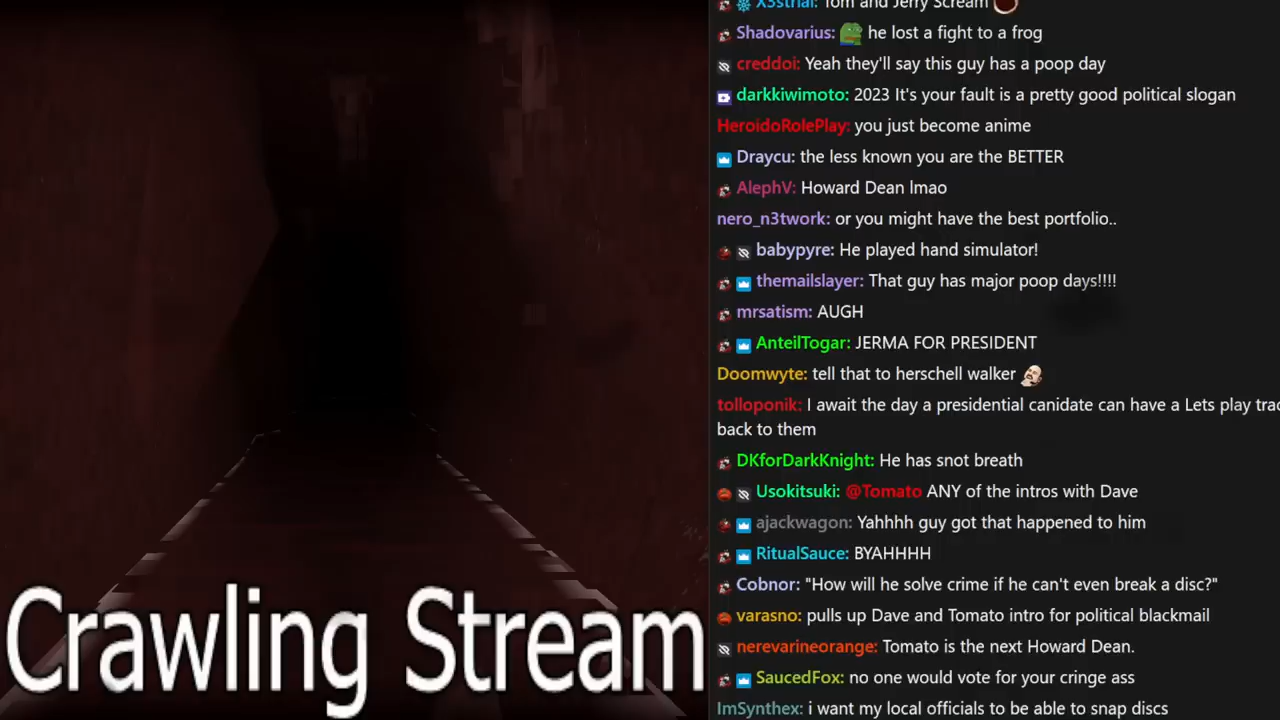 X3strial: Tom and Jerry Scream
Shadovarius: he lost a fight to a frog
creddoi: Yeah they'll say this guy has a poop day
darkkiwimoto: 2023 It's your fault is a pretty good political slogan
HeroidoRolePlay: you just become anime
Draycu: the less known you are the BETTER
AlephV: Howard Dean lmao
nero_n3twork: or you might have the best portfolio..
babypyre: He played hand simulator!
themailslayer: That guy has major poop days!!!!
mrsatism: AUGH
AnteilTogar: JERMA FOR PRESIDENT
Doomwyte: tell that to herschell walker
tolloponik: I await the day a presidential canidate can have a Lets play trac
back to them
DKforDarkKnight: He has snot breath
Usokitsuki: @Tomato ANY of the intros with Dave
ajackwagon: Yahhhh guy got that happened to him
RitualSauce: BYAHHHH
Cobnor: "How will he solve crime if he can't even break a disc?"
varasno: pulls up Dave and Tomato intro for political blackmail
nerevarineorange: Tomato is the next Howard Dean.
SaucedFox: no one would vote for your cringe ass
ImSynthex: i want my local officials to be able to snap discs
Crawling Stream